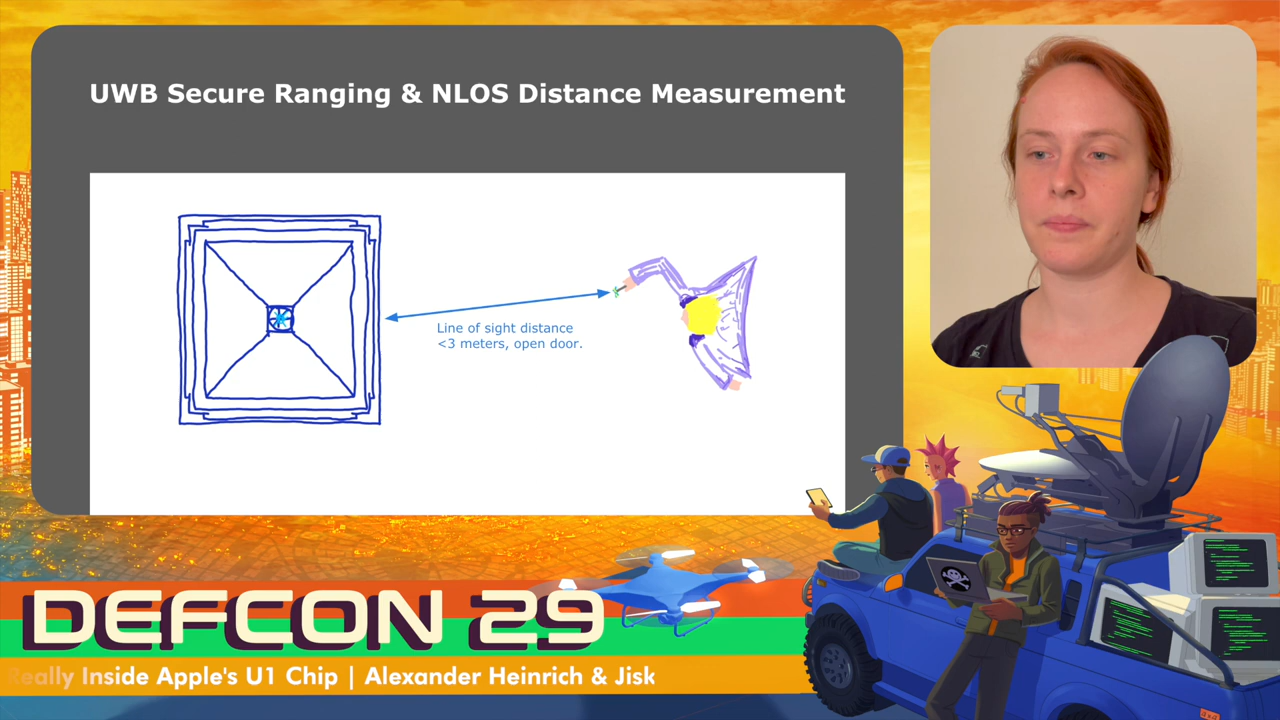 UWB Secure Ranging & NLOS Distance Measurement
Line of sight distance
<3 meters, open door.
DEFCON 29
Really Inside Apple's U1 Chip | Alexander Heinrich & Jisk